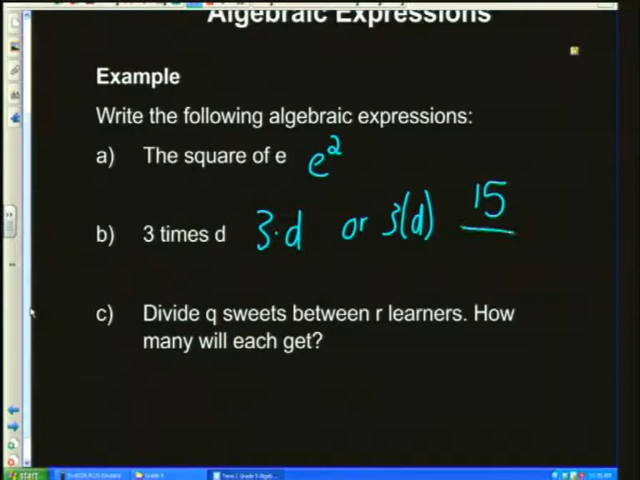 Algebraic Expressions
Example
Write the following algebraic expressions:
a) The square of e e²
15
b) 3 times d 3·d or 3(d)
c) Divide q sweets between r learners. How
many will each get?
start